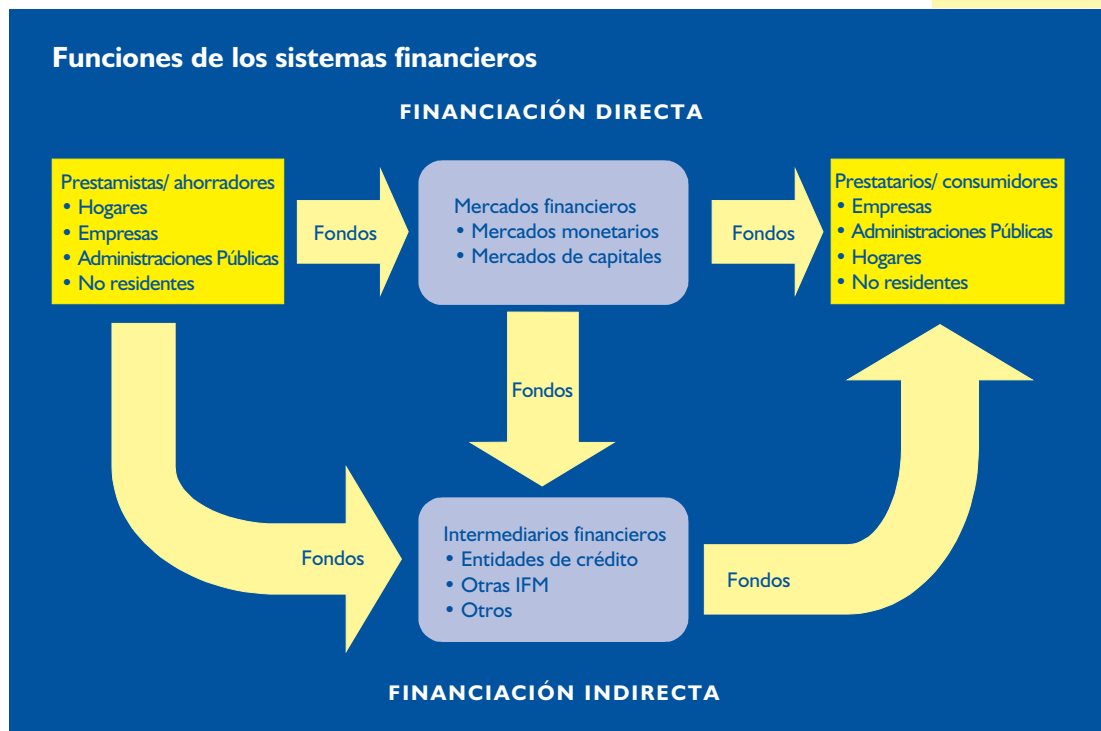 Funciones de los sistemas financieros
FINANCIACIÓN DIRECTA
Prestamistas/ ahorradores
• Hogares
• Empresas
• Administraciones Públicas
• No residentes
Fondos
Mercados financieros
• Mercados monetarios
• Mercados de capitales
Fondos
Prestatarios/ consumidores
• Empresas
• Administraciones Públicas
• Hogares
• No residentes
Fondos
Fondos
Intermediarios financieros
• Entidades de crédito
• Otras IFM
• Otros
Fondos
FINANCIACIÓN INDIRECTA